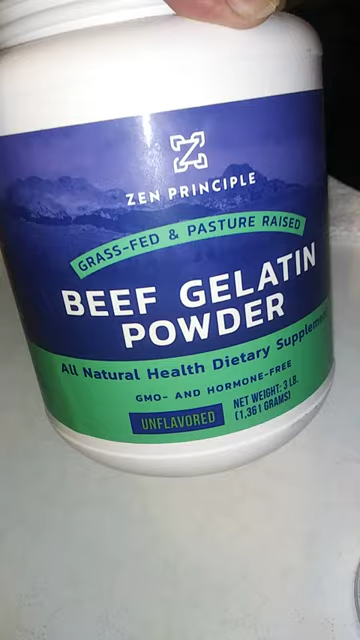 ZEN PRINCIPLE
GRASS-FED & PASTURE RAISED
BEEF GELATIN
POWDER
All Natural Health Dietary Supplement
GMO- AND HORMONE-FREE
UNFLAVORED
NET WEIGHT: 3 LB.
(1,361 GRAMS)